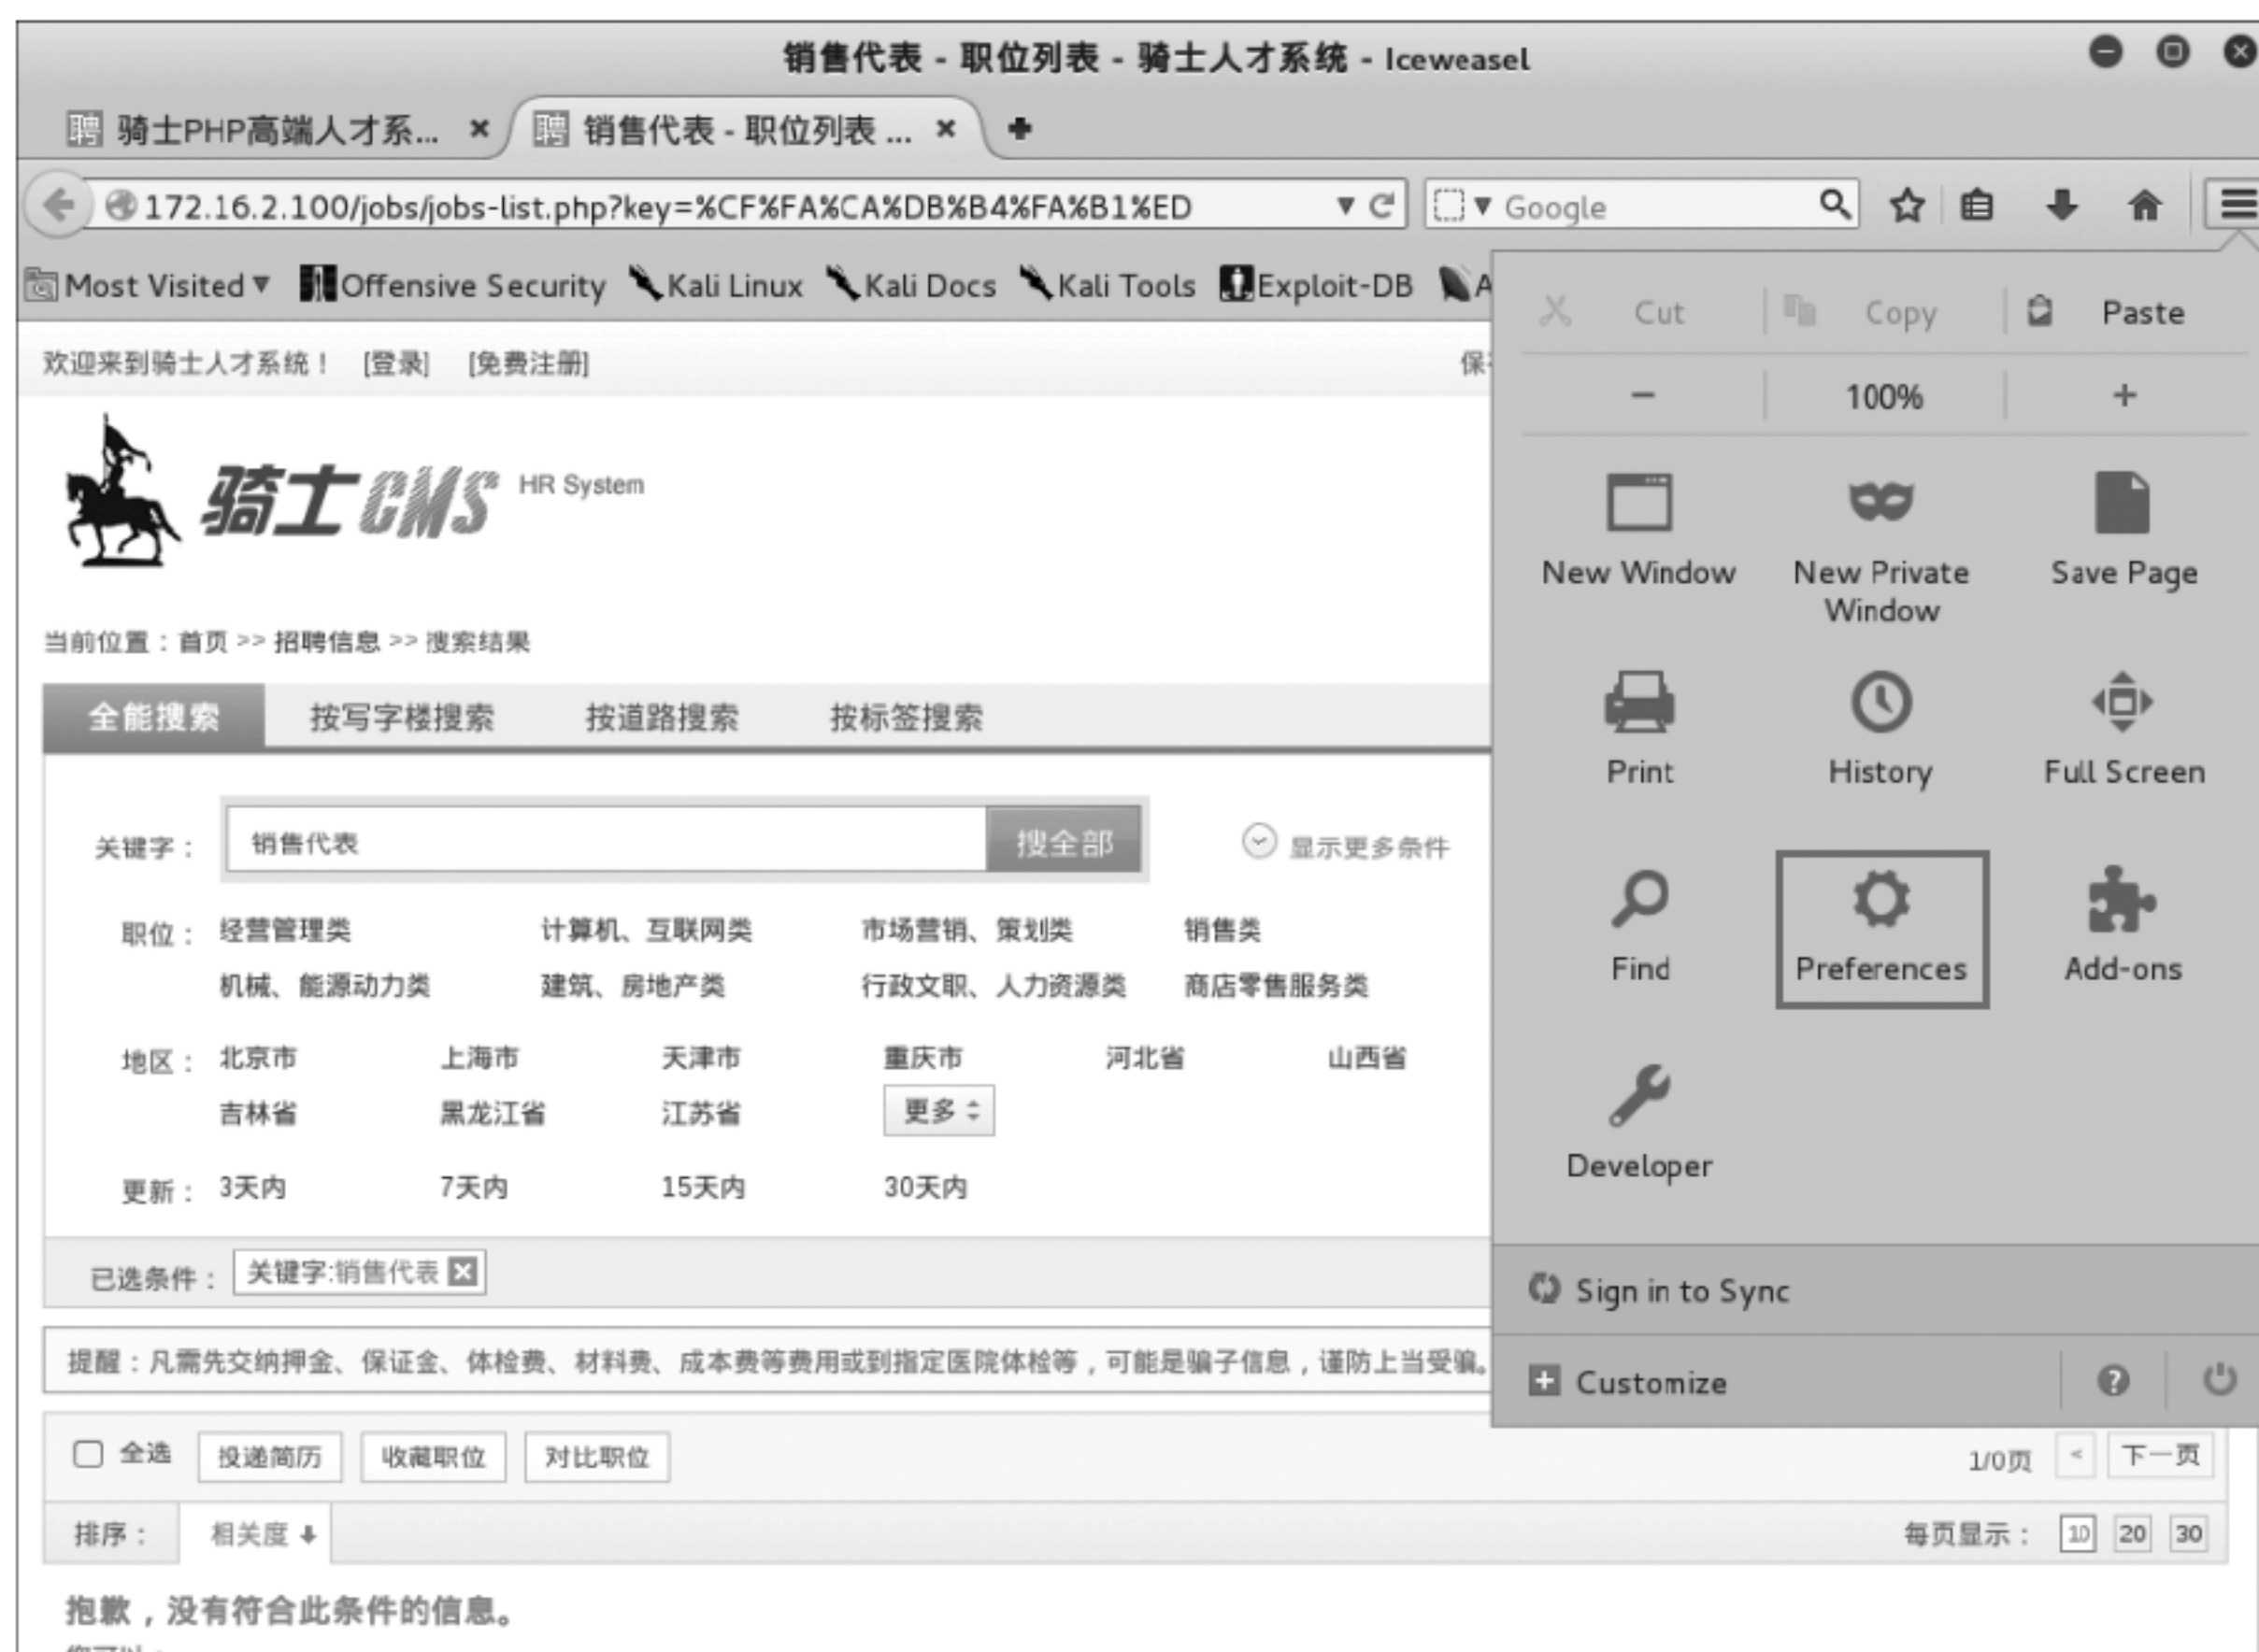 销售代表 - 职位列表 - 骑士人才系统 - Iceweasel
骑士PHP高端人才系... 销售代表 - 职位列表 ...
172.16.2.100/jobs/jobs-list.php?key=%CF%FA%CA%DB%B4%FA%B1%ED Google
Most Visited Offensive Security Kali Linux Kali Docs Kali Tools Exploit-DB A
Cut Copy Paste
欢迎来到骑士人才系统！ [登录] [免费注册] 保
− 100% +
骑士CMS HR System
New Window New Private Window Save Page
当前位置：首页 >> 招聘信息 >> 搜索结果
全能搜索 按写字楼搜索 按道路搜索 按标签搜索
Print History Full Screen
关键字： 销售代表 搜全部 显示更多条件
职位： 经营管理类 计算机、互联网类 市场营销、策划类 销售类
机械、能源动力类 建筑、房地产类 行政文职、人力资源类 商店零售服务类
Find Preferences Add-ons
地区： 北京市 上海市 天津市 重庆市 河北省 山西省
吉林省 黑龙江省 江苏省 更多
Developer
更新： 3天内 7天内 15天内 30天内
已选条件： 关键字:销售代表
Sign in to Sync
提醒：凡需先交纳押金、保证金、体检费、材料费、成本费等费用或到指定医院体检等，可能是骗子信息，谨防上当受骗。
Customize
全选 投递简历 收藏职位 对比职位 1/0页 < 下一页
排序： 相关度 每页显示： 10 20 30
抱歉，没有符合此条件的信息。